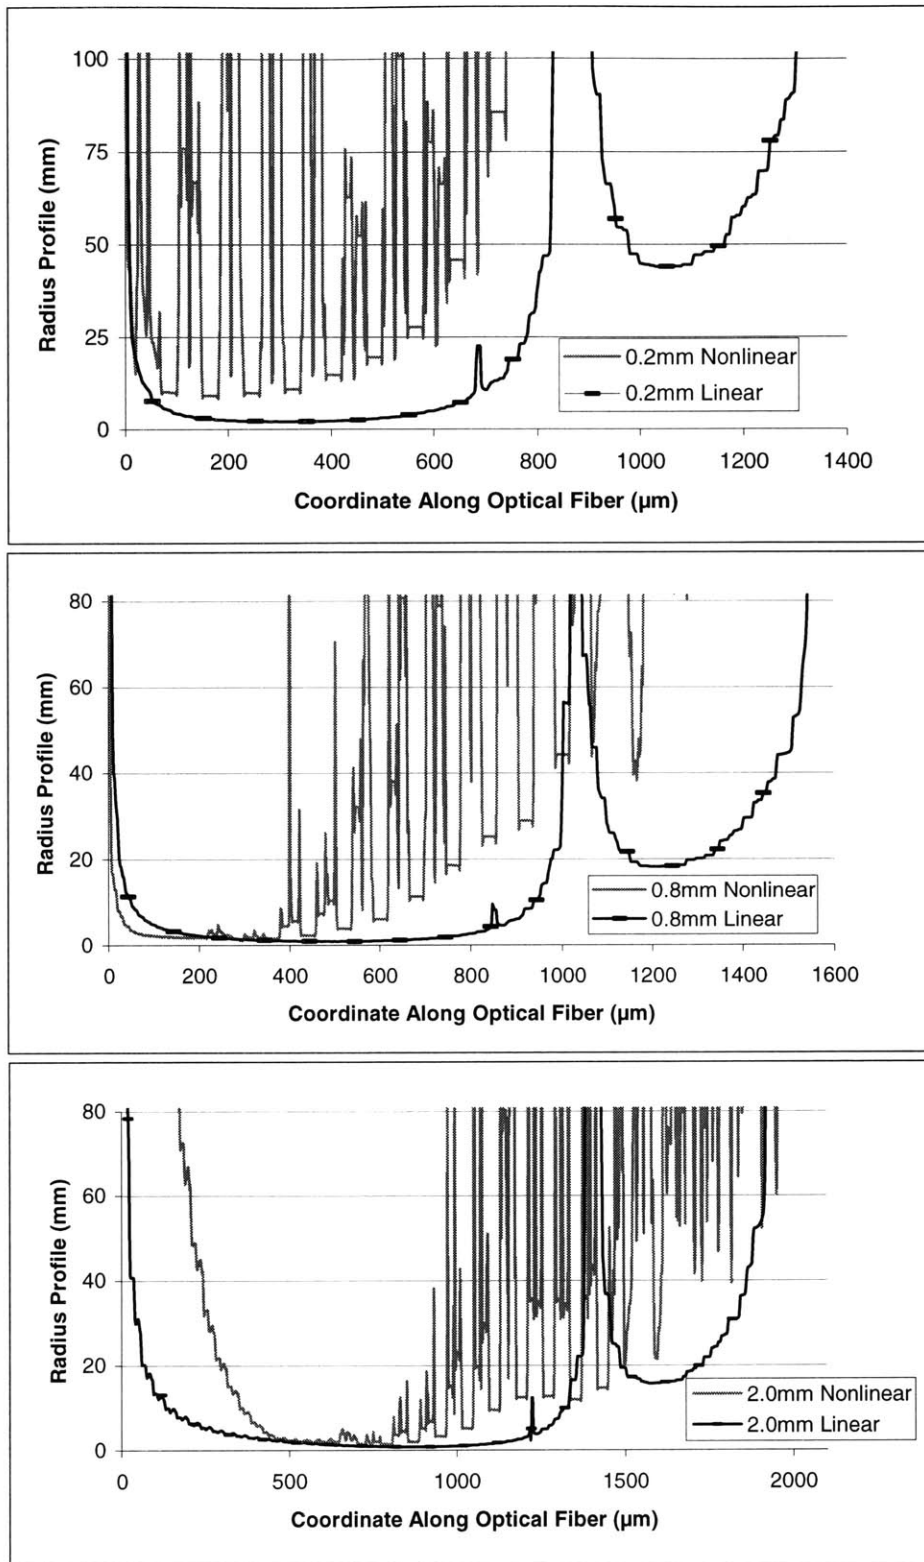 100
75
50
25
0
Radius Profile (mm)
0.2mm Nonlinear
0.2mm Linear
0 200 400 600 800 1000 1200 1400
Coordinate Along Optical Fiber (µm)
80
60
40
20
0
Radius Profile (mm)
0.8mm Nonlinear
0.8mm Linear
0 200 400 600 800 1000 1200 1400 1600
Coordinate Along Optical Fiber (µm)
80
60
40
20
0
Radius Profile (mm)
2.0mm Nonlinear
2.0mm Linear
0 500 1000 1500 2000
Coordinate Along Optical Fiber (µm)